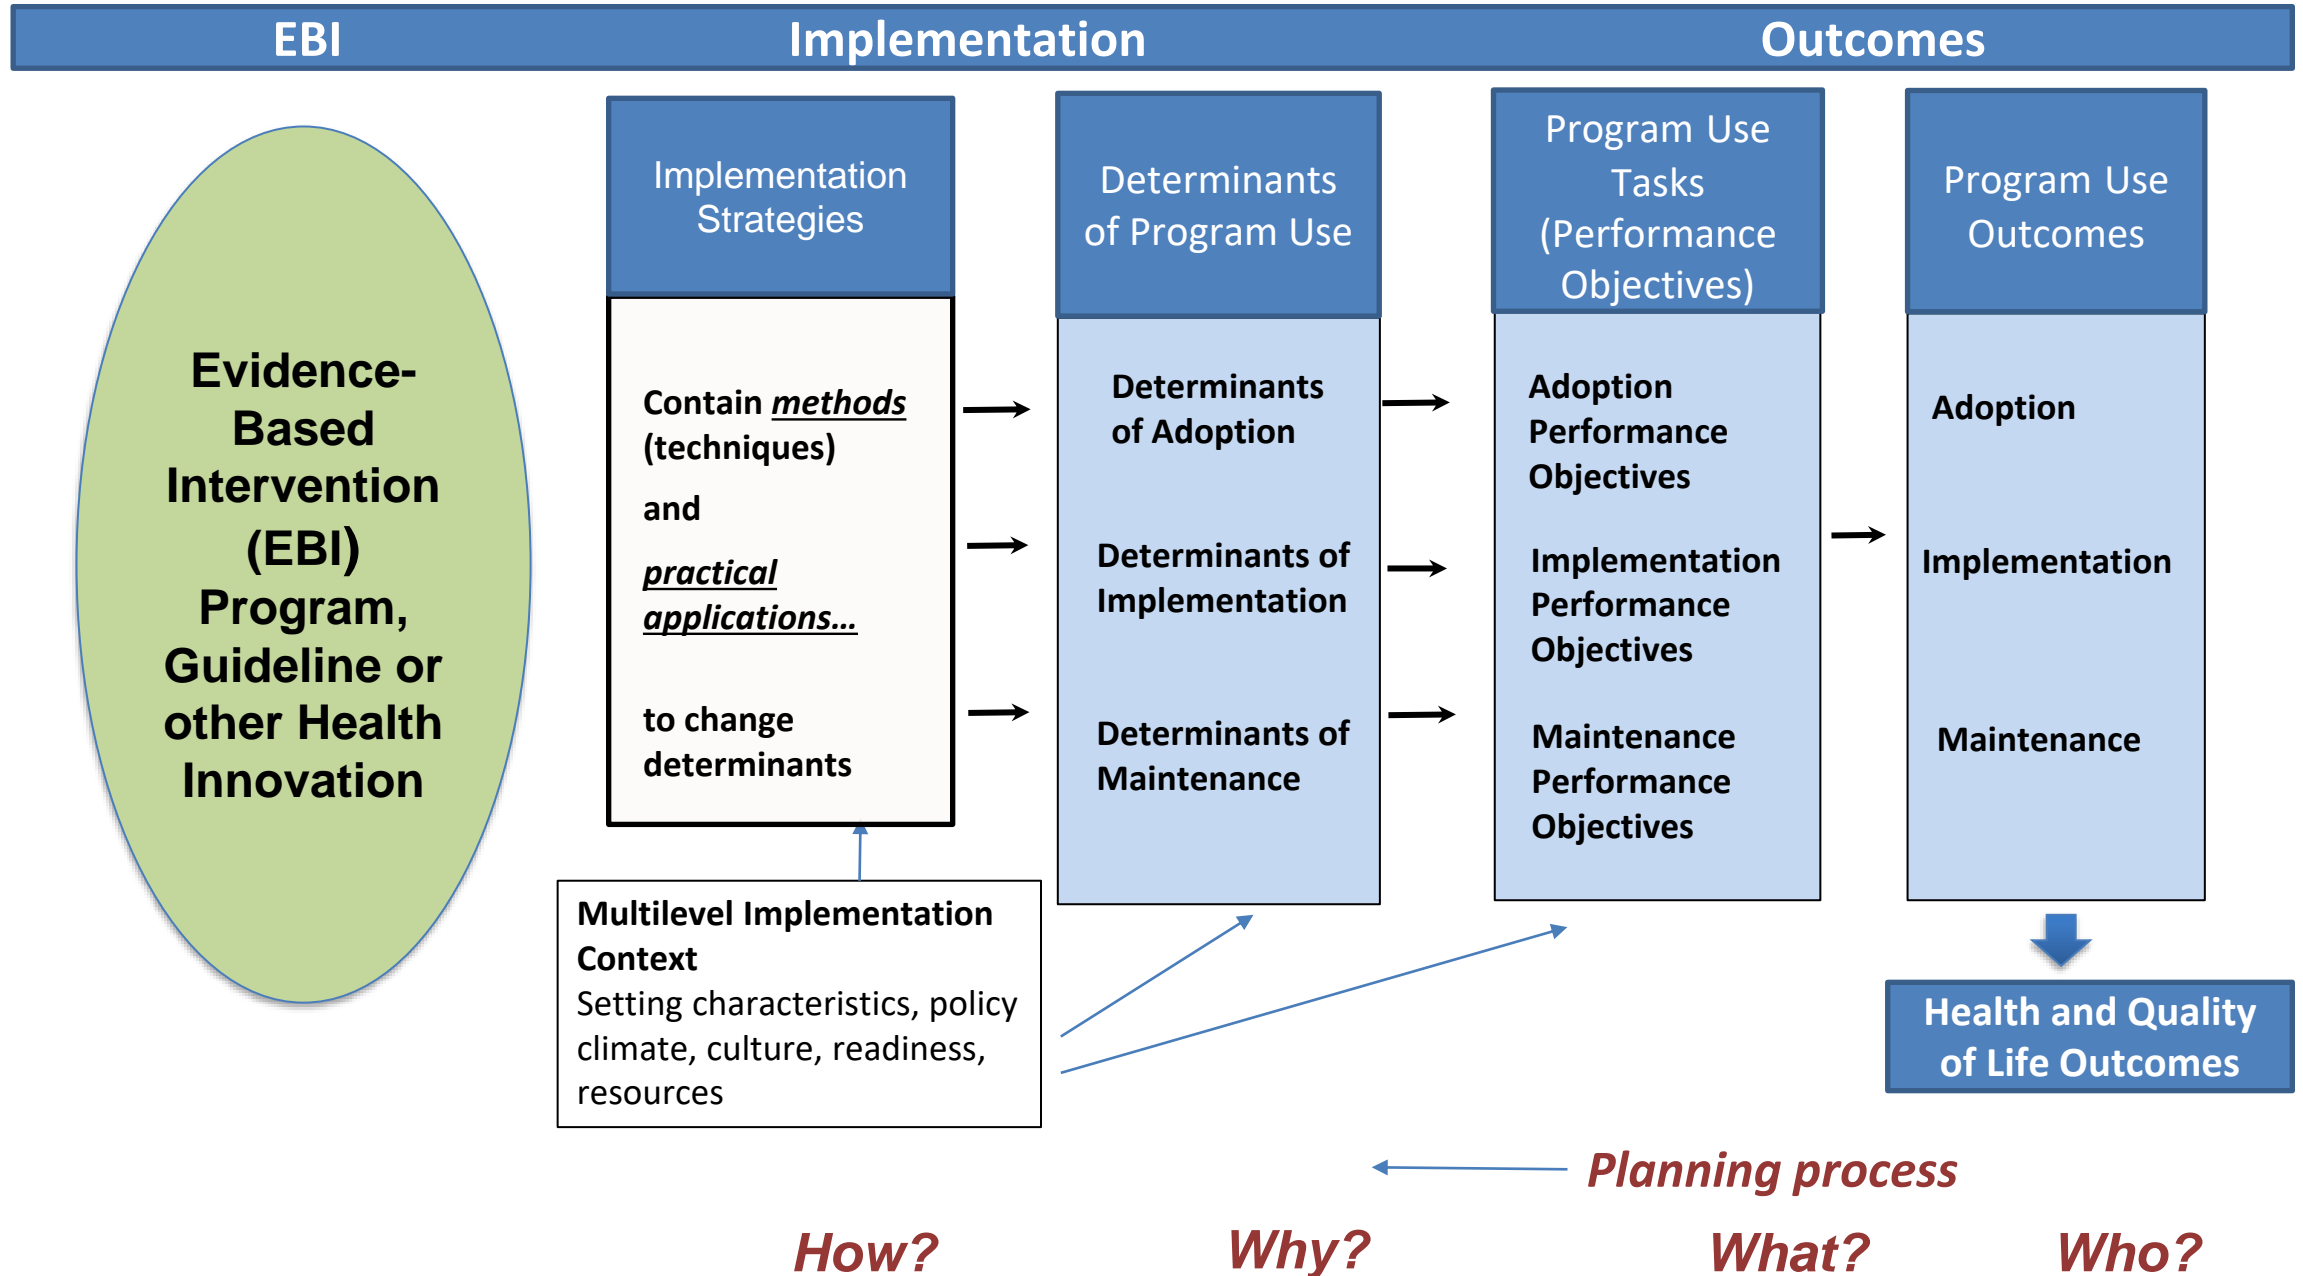 EBI
Implementation
Outcomes
Evidence-
Based
Intervention
(EBI)
Program,
Guideline or
other Health
Innovation
Implementation
Strategies
Contain methods
(techniques)
and
practical
applications...
to change
determinants
Determinants
of Program Use
Determinants
of Adoption
Determinants of
Implementation
Determinants of
Maintenance
Program Use
Tasks
(Performance
Objectives)
Adoption
Performance
Objectives
Implementation
Performance
Objectives
Maintenance
Performance
Objectives
Program Use
Outcomes
Adoption
Implementation
Maintenance
Multilevel Implementation
Context
Setting characteristics, policy
climate, culture, readiness,
resources
Health and Quality
of Life Outcomes
Planning process
How?
Why?
What?
Who?